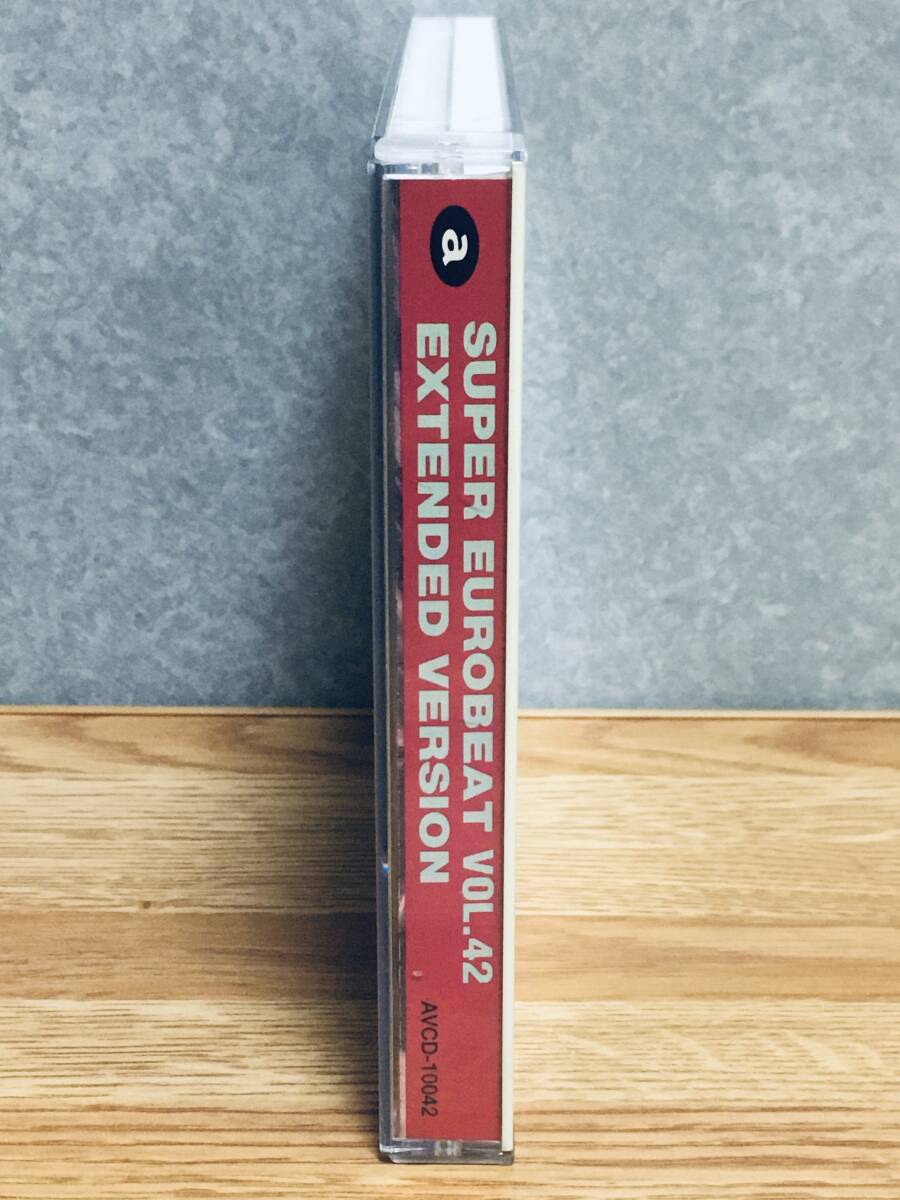 a
SUPER EUROBEAT VOL.42
EXTENDED VERSION
AVCD-10042